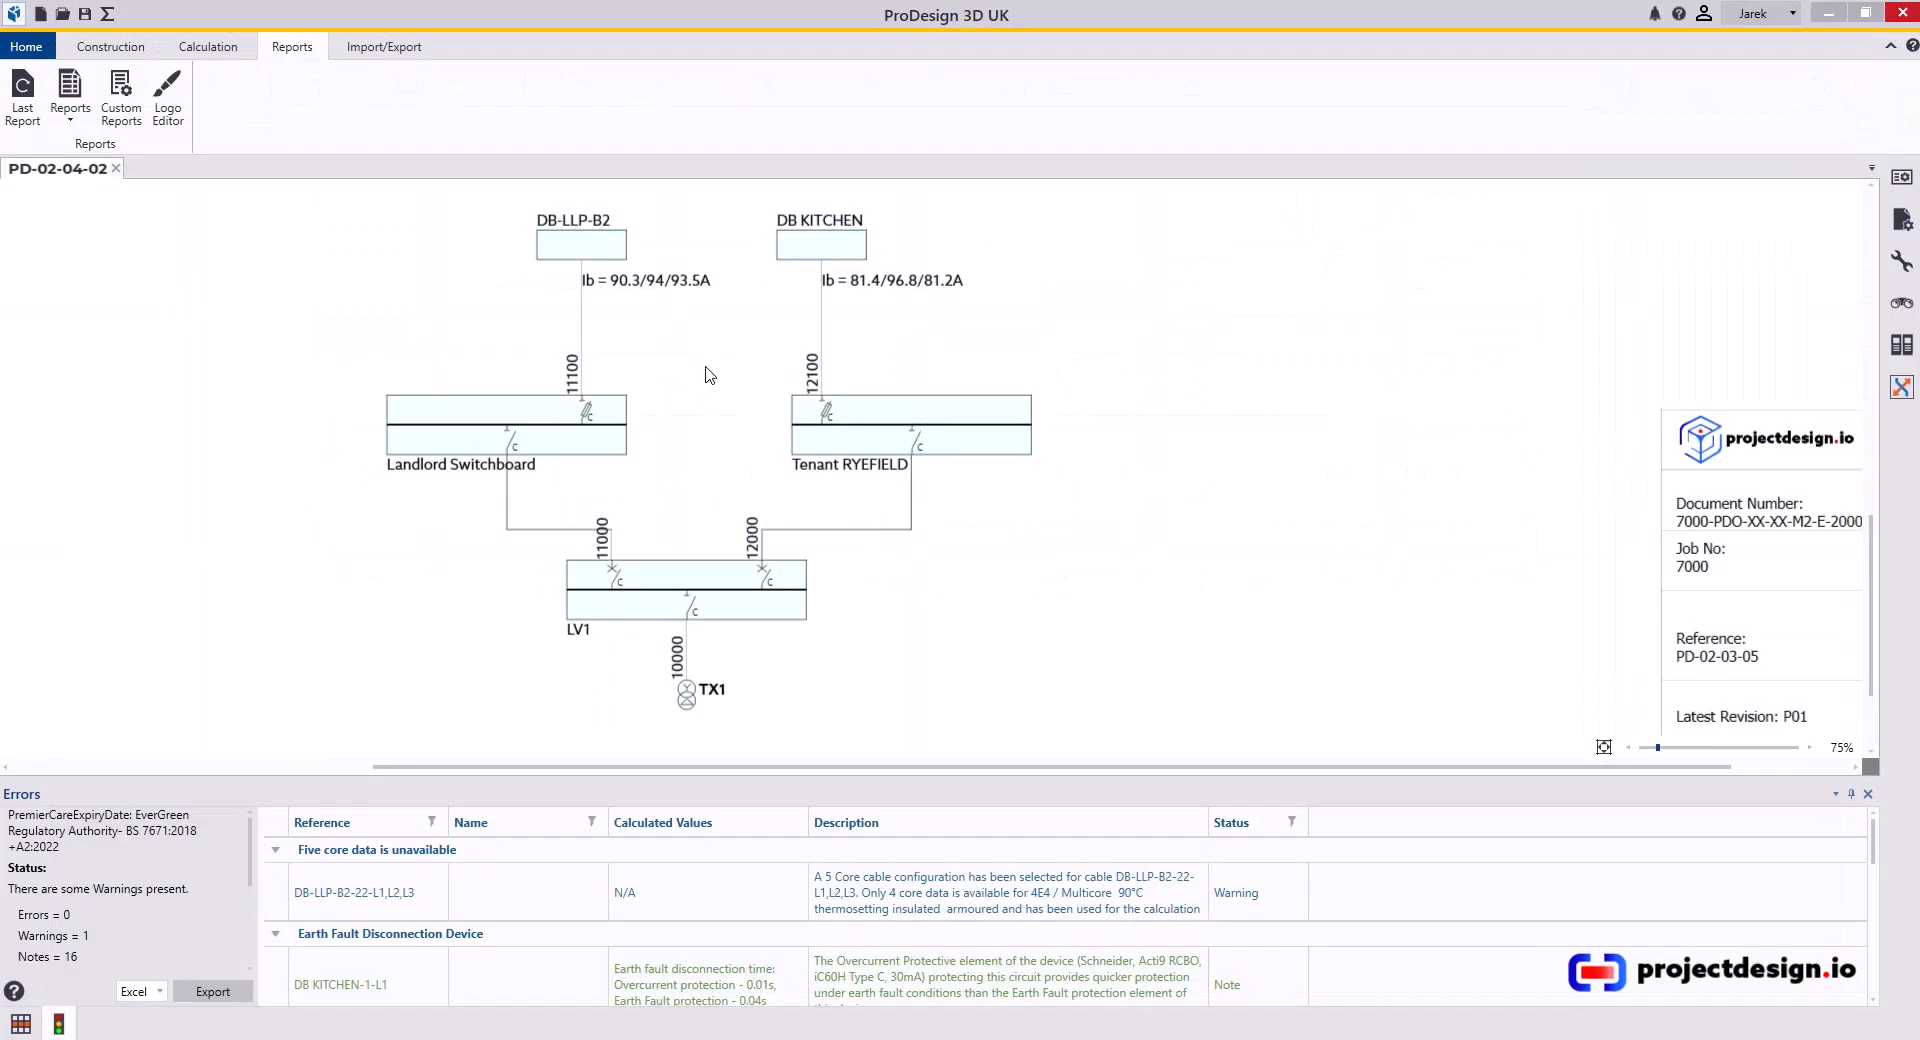 ProDesign 3D UK
Jarek
Home
Construction
Calculation
Reports
Import/Export
Last
Report
Reports
Custom
Reports
Logo
Editor
Reports
PD-02-04-02
DB-LLP-B2
DB KITCHEN
Ib = 90.3/94/93.5A
Ib = 81.4/96.8/81.2A
11100
12100
C
C
C
C
Landlord Switchboard
Tenant RYEFIELD
11000
12000
C
C
C
LV1
10000
TX1
projectdesign.io
Document Number:
7000-PDO-XX-XX-M2-E-2000
Job No:
7000
Reference:
PD-02-03-05
Latest Revision: P01
75%
Errors
PremierCareExpiryDate: EverGreen
Regulatory Authority- BS 7671:2018
+A2:2022
Status:
There are some Warnings present.
Errors = 0
Warnings = 1
Notes = 16
Excel
Export
Reference
Name
Calculated Values
Description
Status
Five core data is unavailable
DB-LLP-B2-22-L1,L2,L3
N/A
A 5 Core cable configuration has been selected for cable DB-LLP-B2-22-
L1,L2,L3. Only 4 core data is available for 4E4 / Multicore 90°C
thermosetting insulated armoured and has been used for the calculation
Warning
Earth Fault Disconnection Device
DB KITCHEN-1-L1
Earth fault disconnection time:
Overcurrent protection - 0.01s,
Earth Fault protection - 0.04s
The Overcurrent Protective element of the device (Schneider, Acti9 RCBO,
iC60H Type C, 30mA) protecting this circuit provides quicker protection
under earth fault conditions than the Earth Fault protection element of
Note
projectdesign.io